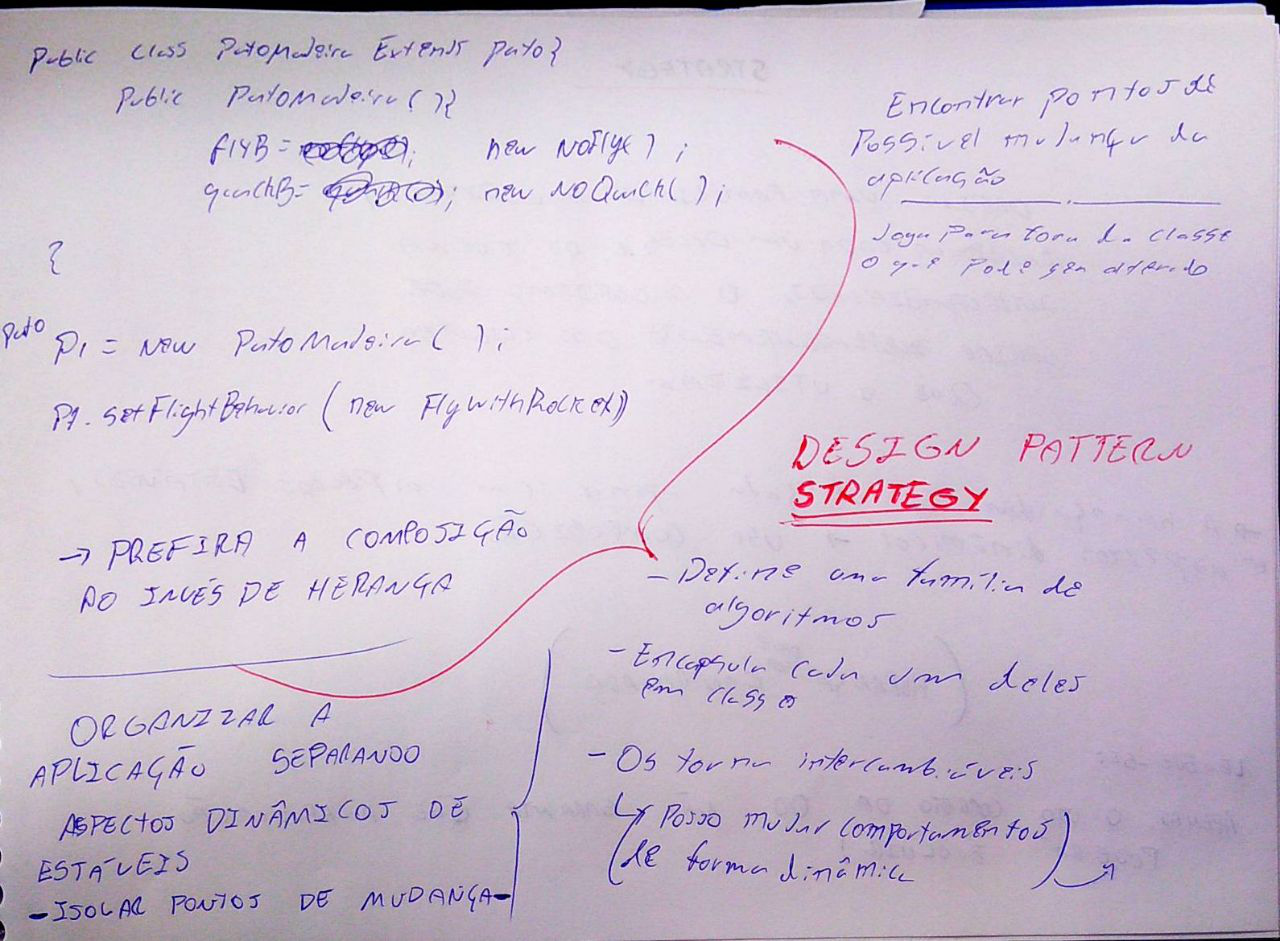 Public Class PatoMadeira Extends pato{
Public PatoMadeira(){
flyB = new NoFly() ;
quackB= ; new NoQuack();
{
pato P1 = New PatoMadeira( );
P1.setFlightBehavior(new FlyWithRocket)
→ PREFIRA A COMPOSIÇÃO
AO INVÉS DE HERANÇA
ORGANIZAR A
APLICAÇÃO SEPARANDO
ASPECTOS DINÂMICOS DE
ESTÁVEIS
-ISOLAR PONTOS DE MUDANÇA-
Encontrar pontos de
Possível mudança da
aplicação
Joga Para fora da classe
o que Pode ser alterado
DESIGN PATTERN
STRATEGY
- Define uma família de
algoritmos
- Encapsula cada um deles
em classe
- Os torna intercambiáveis
↳ Posso mudar comportamentos
(de forma dinâmica)